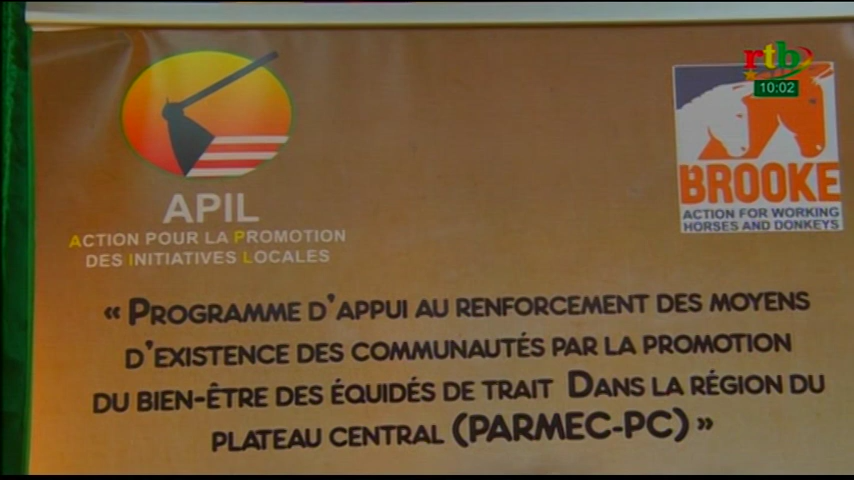 rtb
10:02
APIL
ACTION POUR LA PROMOTION
DES INITIATIVES LOCALES
BROOKE
ACTION FOR WORKING
HORSES AND DONKEYS
« PROGRAMME D'APPUI AU RENFORCEMENT DES MOYENS
D'EXISTENCE DES COMMUNAUTÉS PAR LA PROMOTION
DU BIEN-ÊTRE DES ÉQUIDÉS DE TRAIT DANS LA RÉGION DU
PLATEAU CENTRAL (PARMEC-PC) »